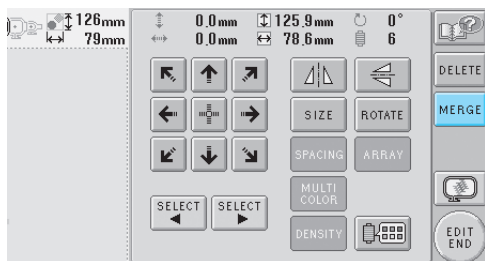 126mm 0.0mm 125.9mm 0°
79mm 0.0mm 78.6mm 6
DELETE
SIZE ROTATE MERGE
SPACING ARRAY
MULTI
COLOR
SELECT SELECT
DENSITY EDIT
END